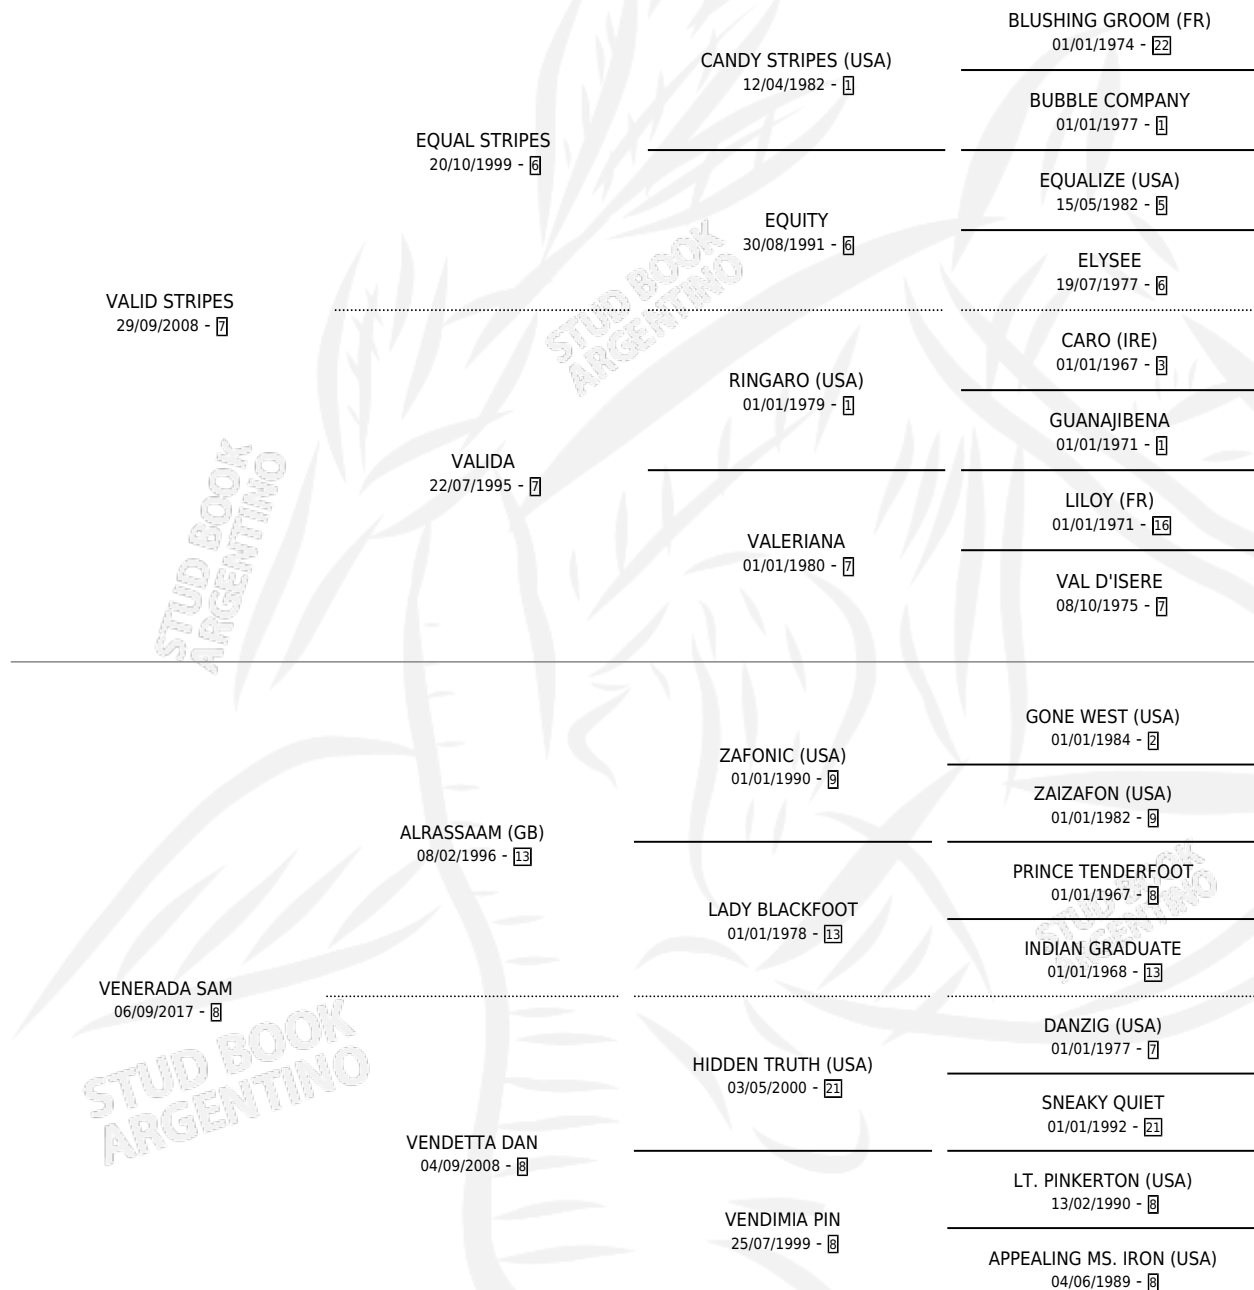 BLUSHING GROOM (FR)
01/01/1974 - 22
CANDY STRIPES (USA)
12/04/1982 - 1
BUBBLE COMPANY
01/01/1977 - 1
EQUAL STRIPES
20/10/1999 - 6
EQUALIZE (USA)
15/05/1982 - 5
EQUITY
30/08/1991 - 6
ELYSEE
19/07/1977 - 6
VALID STRIPES
29/09/2008 - 7
CARO (IRE)
01/01/1967 - 3
RINGARO (USA)
01/01/1979 - 1
GUANAJIBENA
01/01/1971 - 1
VALIDA
22/07/1995 - 7
LILOY (FR)
01/01/1971 - 16
VALERIANA
01/01/1980 - 7
VAL D'ISERE
08/10/1975 - 7
GONE WEST (USA)
01/01/1984 - 2
ZAFONIC (USA)
01/01/1990 - 9
ZAIZAFON (USA)
01/01/1982 - 9
ALRASSAAM (GB)
08/02/1996 - 13
PRINCE TENDERFOOT
01/01/1967 - 8
LADY BLACKFOOT
01/01/1978 - 13
INDIAN GRADUATE
01/01/1968 - 13
VENERADA SAM
06/09/2017 - 8
DANZIG (USA)
01/01/1977 - 7
HIDDEN TRUTH (USA)
03/05/2000 - 21
SNEAKY QUIET
01/01/1992 - 21
VENDETTA DAN
04/09/2008 - 8
LT. PINKERTON (USA)
13/02/1990 - 8
VENDIMIA PIN
25/07/1999 - 8
APPEALING MS. IRON (USA)
04/06/1989 - 8
STUD BOOK
ARGENTINO
STUD BOOK
ARGENTINO
STUD BOOK
ARGENTINO
STUD BOOK
ARGENTINO